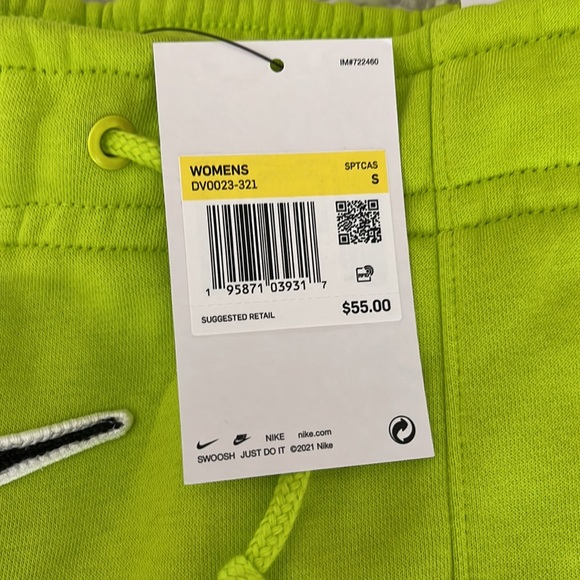 IM#722460
WOMENS SPTCAS
DV0023-321 S
1 95871 03931 7
SUGGESTED RETAIL $55.00
NIKE nike.com
SWOOSH JUST DO IT ©2021 Nike